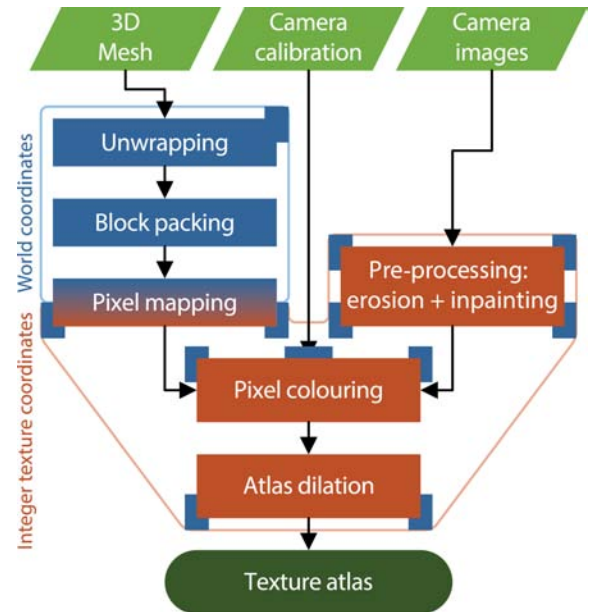 3D
Mesh
Camera
calibration
Camera
images
World coordinates
Unwrapping
Block packing
Pixel mapping
Pre-processing:
erosion + inpainting
Integer texture coordinates
Pixel colouring
Atlas dilation
Texture atlas